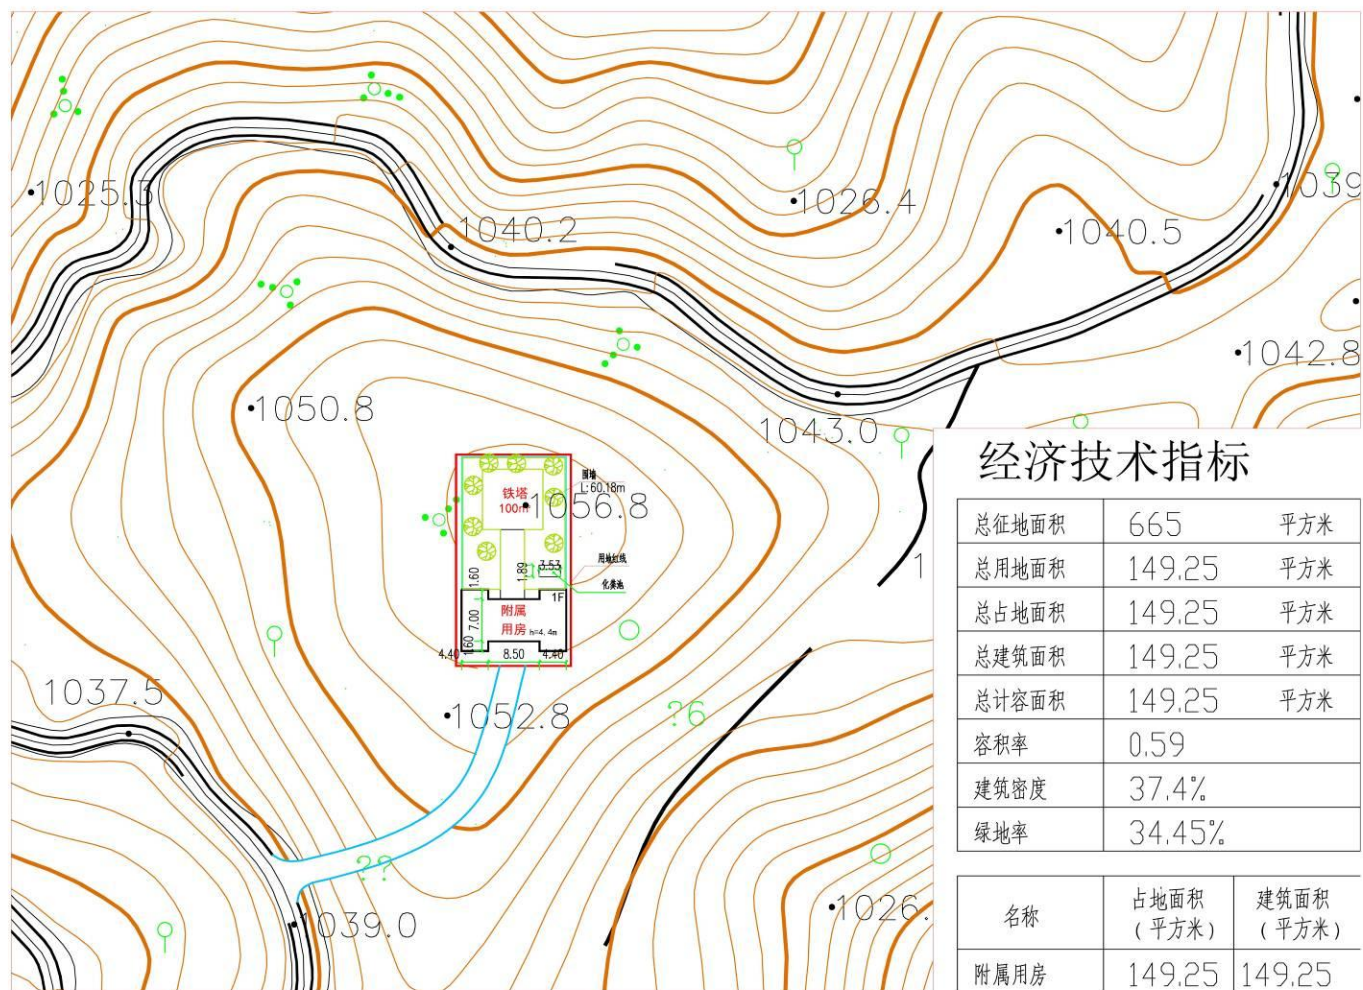 1025.3
1040.2
1026.4
1040.5
1039
1042.8
1050.8
1043.0
围墙
L:60.18m
铁塔
100m
1056.8
用地红线
3.53
1.89
1.60
化粪池
1F
附属
用房
h=4.4m
7.00
1.60
4.40
8.50
4.40
1
1037.5
1052.8
?6
??
1039.0
1026.
经济技术指标
总征地面积 665 平方米
总用地面积 149.25 平方米
总占地面积 149.25 平方米
总建筑面积 149.25 平方米
总计容面积 149.25 平方米
容积率 0.59
建筑密度 37.4%
绿地率 34.45%
名称 占地面积（平方米） 建筑面积（平方米）
附属用房 149.25 149.25